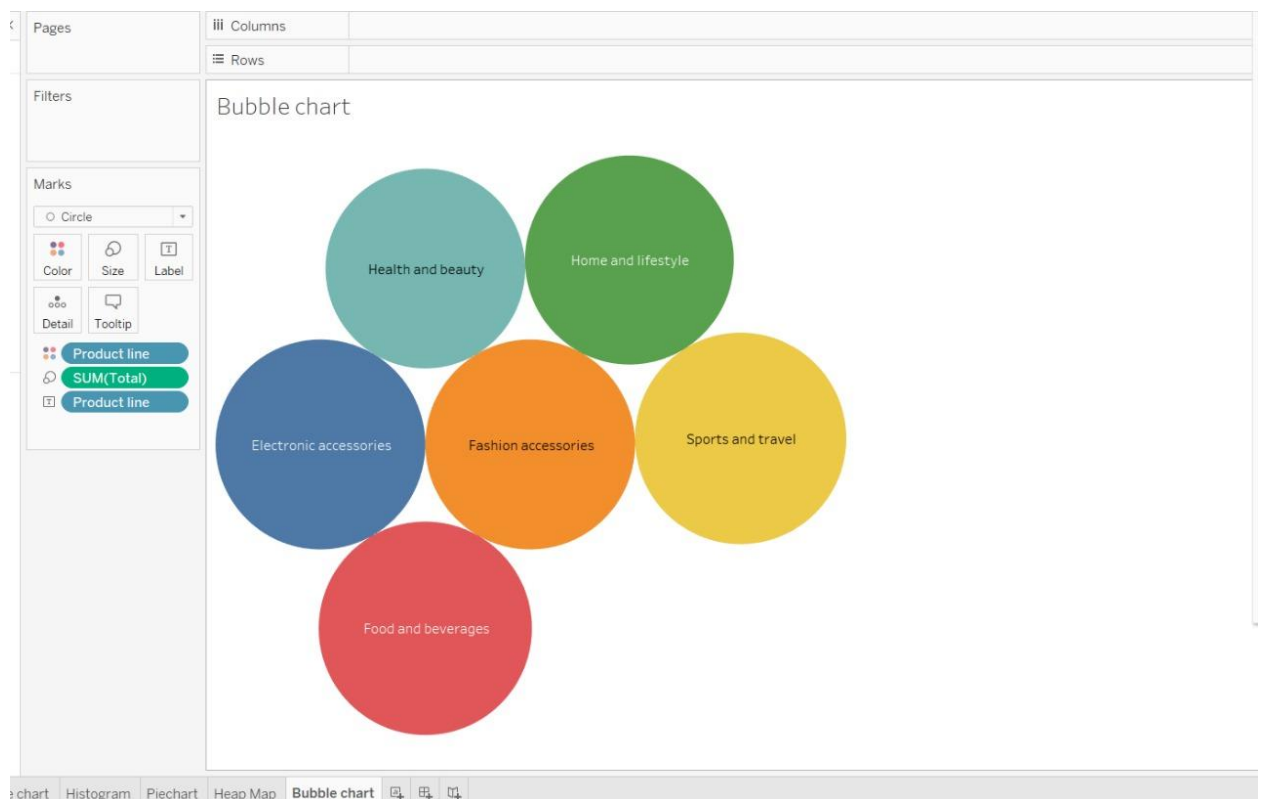 Pages
iii Columns
Rows
Filters
Bubble chart
Marks
Circle
Color Size Label
Detail Tooltip
Product line
SUM(Total)
Product line
Health and beauty
Home and lifestyle
Electronic accessories
Fashion accessories
Sports and travel
Food and beverages
chart Histogram Piechart Heap Map Bubble chart